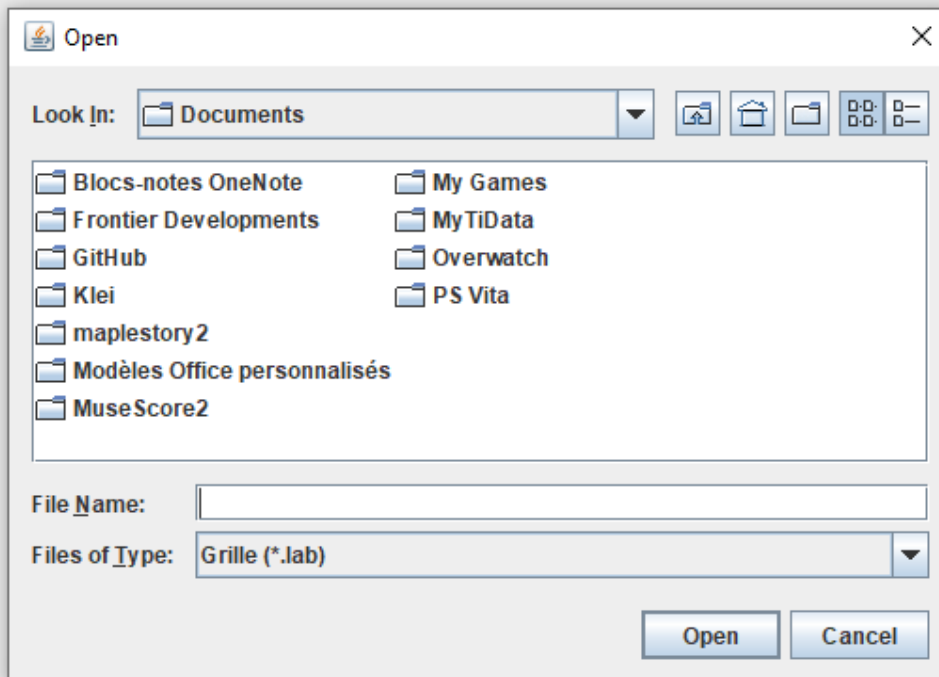 Open
Look In: Documents
Blocs-notes OneNote
Frontier Developments
GitHub
Klei
maplestory2
Modèles Office personnalisés
MuseScore2
My Games
MyTiData
Overwatch
PS Vita
File Name:
Files of Type: Grille (*.lab)
Open Cancel